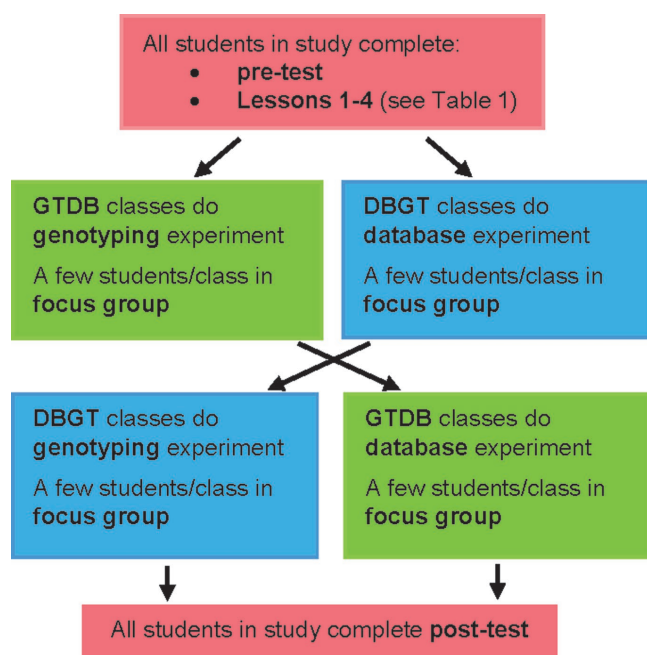 All students in study complete:
• pre-test
• Lessons 1-4 (see Table 1)
GTDB classes do
genotyping experiment
A few students/class in
focus group
DBGT classes do
database experiment
A few students/class in
focus group
DBGT classes do
genotyping experiment
A few students/class in
focus group
GTDB classes do
database experiment
A few students/class in
focus group
All students in study complete post-test